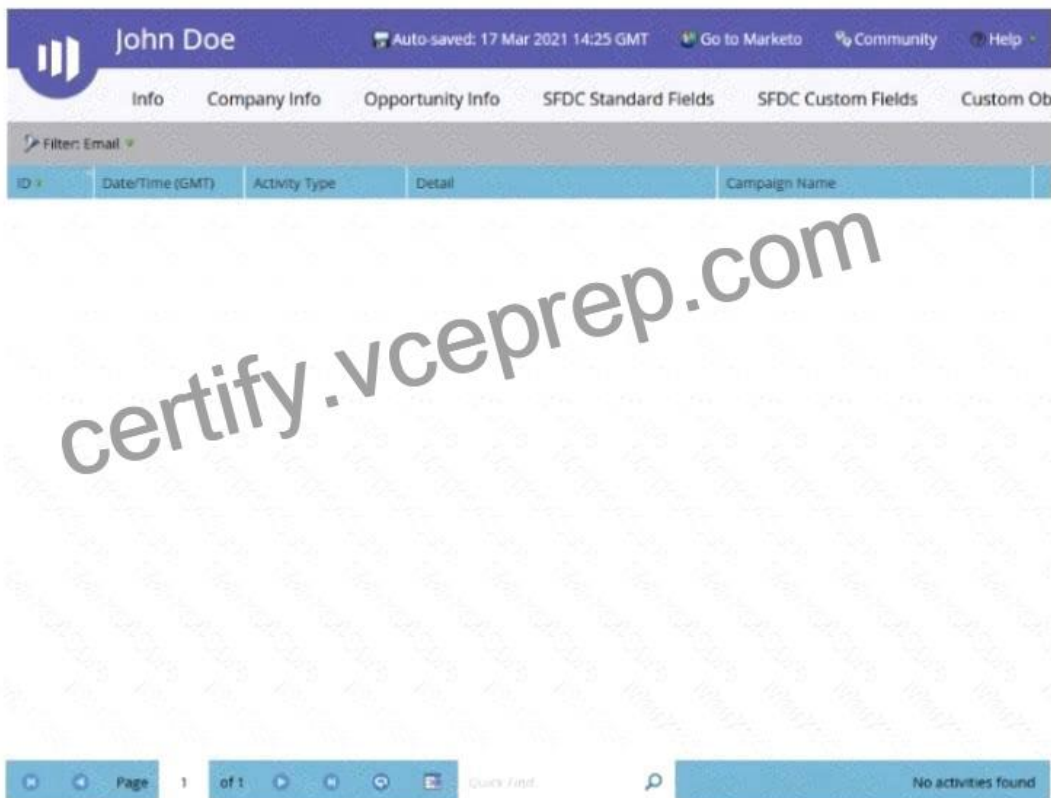 John Doe
Auto-saved: 17 Mar 2021 14:25 GMT
Go to Marketo
Community
Help
Info
Company Info
Opportunity Info
SFDC Standard Fields
SFDC Custom Fields
Custom Ob
Filter: Email
ID
Date/Time (GMT)
Activity Type
Detail
Campaign Name
certify.vceprep.com
Page 1 of 1
Quick Find
No activities found